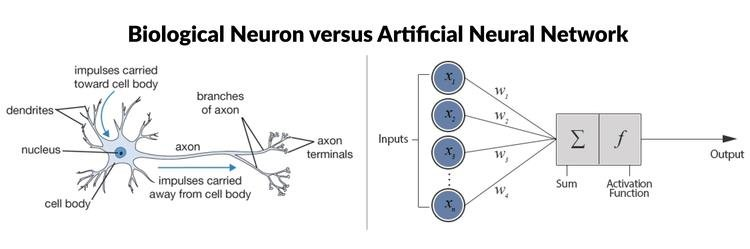 Biological Neuron versus Artificial Neural Network
impulses carried
toward cell body
dendrites
nucleus
cell body
axon
impulses carried
away from cell body
branches
of axon
axon
terminals
Inputs
x₁
x₂
x₃
xₙ
w₁
w₂
w₃
w₄
∑
f
Sum
Activation
Function
Output